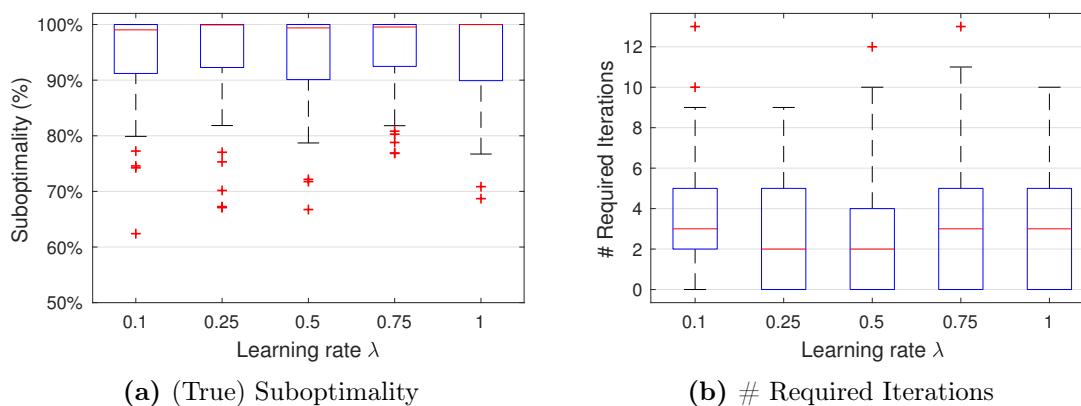 100%
90%
80%
70%
60%
50%
Suboptimality (%)
0.1 0.25 0.5 0.75 1
Learning rate λ
(a) (True) Suboptimality
12
10
8
6
4
2
0
# Required Iterations
0.1 0.25 0.5 0.75 1
Learning rate λ
(b) # Required Iterations